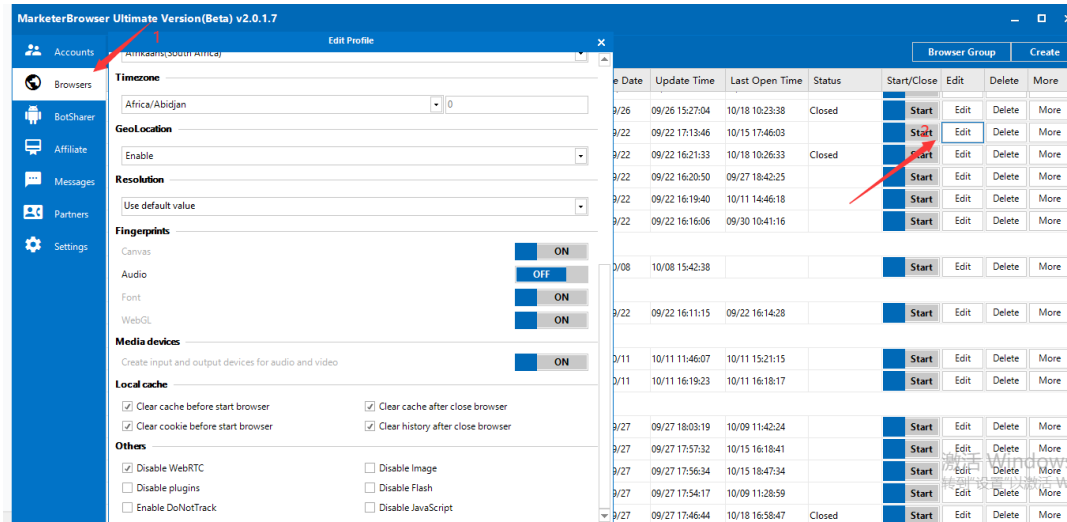 MarketerBrowser Ultimate Version(Beta) v2.0.1.7
1
Edit Profile
Accounts
Browsers
BotSharer
Affiliate
Messages
Partners
Settings
Afrikaans(South Africa)
Timezone
Africa/Abidjan 0
GeoLocation
Enable
Resolution
Use default value
Fingerprints
Canvas ON
Audio OFF
Font ON
WebGL ON
Media devices
Create input and output devices for audio and video ON
Local cache
Clear cache before start browser Clear cache after close browser
Clear cookie before start browser Clear history after close browser
Others
Disable WebRTC Disable Image
Disable plugins Disable Flash
Enable DoNotTrack Disable JavaScript
Browser Group Create
e Date Update Time Last Open Time Status Start/Close Edit Delete More
9/26 09/26 15:27:04 10/18 10:23:38 Closed Start Edit Delete More
2
9/22 09/22 17:13:46 10/15 17:46:03 Start Edit Delete More
9/22 09/22 16:21:33 10/18 10:26:33 Closed Start Edit Delete More
9/22 09/22 16:20:50 09/27 18:42:25 Start Edit Delete More
9/22 09/22 16:19:40 10/11 14:46:18 Start Edit Delete More
9/22 09/22 16:16:06 09/30 10:41:16 Start Edit Delete More
0/08 10/08 15:42:38 Start Edit Delete More
9/22 09/22 16:11:15 09/22 16:14:28 Start Edit Delete More
0/11 10/11 11:46:07 10/11 15:21:15 Start Edit Delete More
0/11 10/11 16:19:23 10/11 16:18:17 Start Edit Delete More
9/27 09/27 18:03:19 10/09 11:42:24 Start Edit Delete More
9/27 09/27 17:57:32 10/15 16:18:41 Start Edit Delete More
9/27 09/27 17:56:34 10/15 18:47:34 Start Edit Delete More
9/27 09/27 17:54:17 10/09 11:28:59 Start Edit Delete More
9/27 09/27 17:46:44 10/18 16:58:47 Closed Start Edit Delete More
激活 Windows
转到"设置"以激活 W